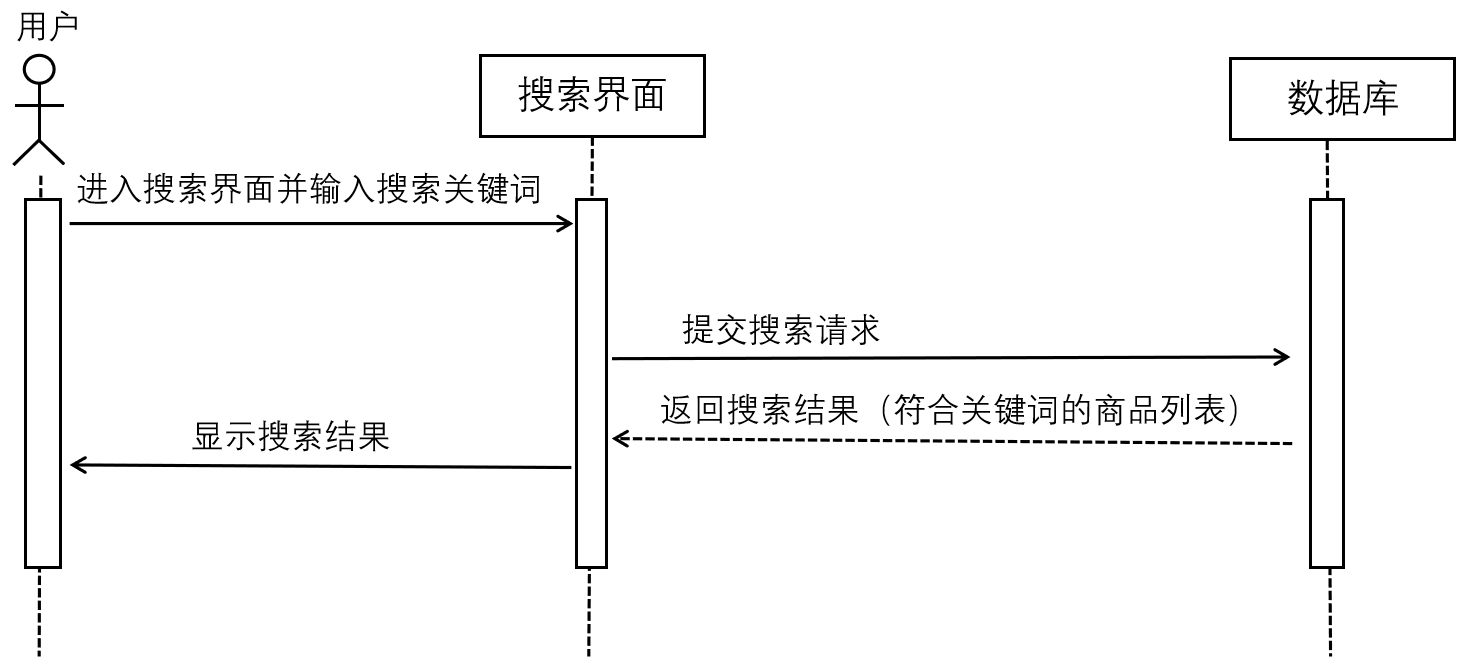 用户
搜索界面
数据库
进入搜索界面并输入搜索关键词
提交搜索请求
返回搜索结果（符合关键词的商品列表）
显示搜索结果